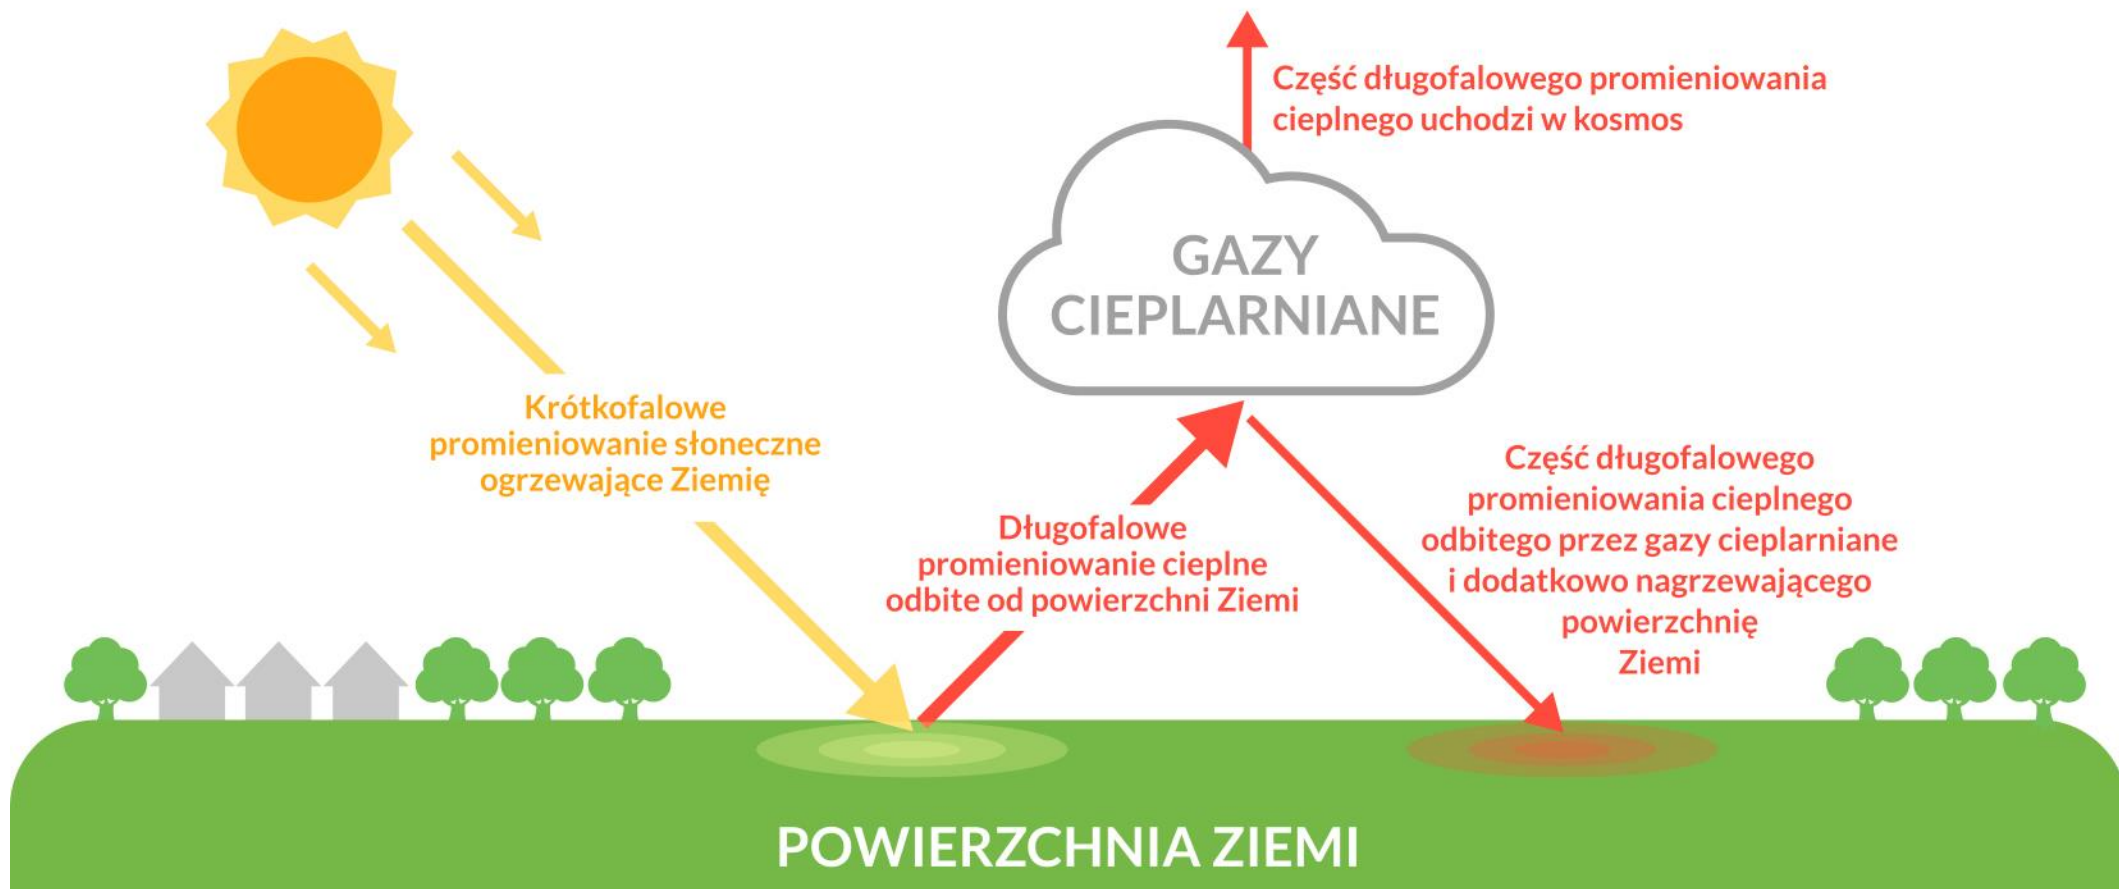 Część długofalowego promieniowania
cieplnego uchodzi w kosmos
GAZY
CIEPLARNIANE
Krótkofalowe
promieniowanie słoneczne
ogrzewające Ziemię
Długofalowe
promieniowanie cieplne
odbite od powierzchni Ziemi
Część długofalowego
promieniowania cieplnego
odbitego przez gazy cieplarniane
i dodatkowo nagrzewającego
powierzchnię
Ziemi
POWIERZCHNIA ZIEMI